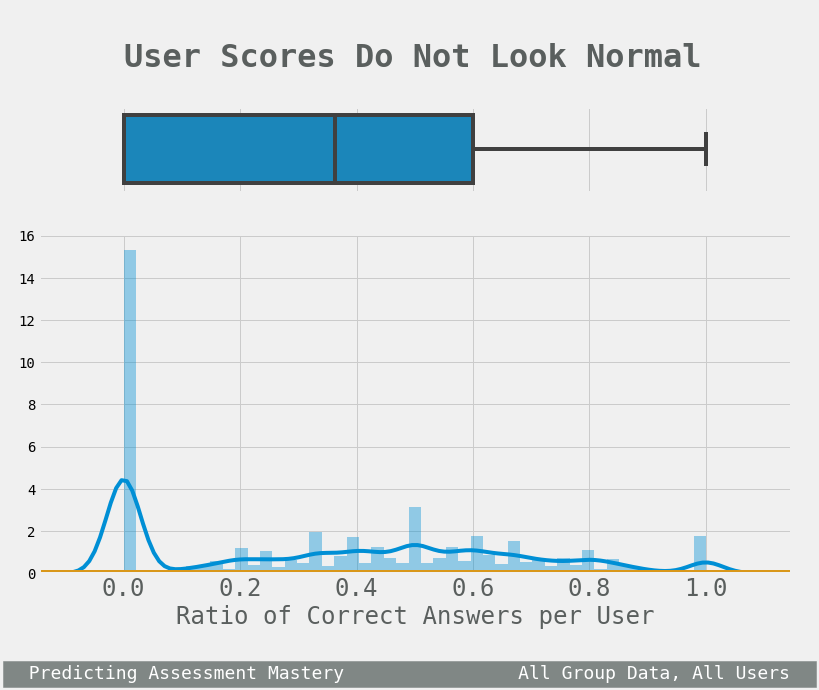 User Scores Do Not Look Normal
16
14
12
10
8
6
4
2
0
0.0 0.2 0.4 0.6 0.8 1.0
Ratio of Correct Answers per User
Predicting Assessment Mastery All Group Data, All Users